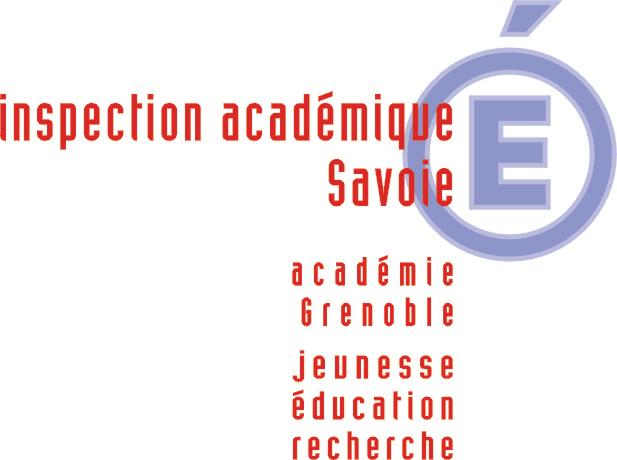 inspection académique
Savoie
É
académie
Grenoble
jeunesse
éducation
recherche